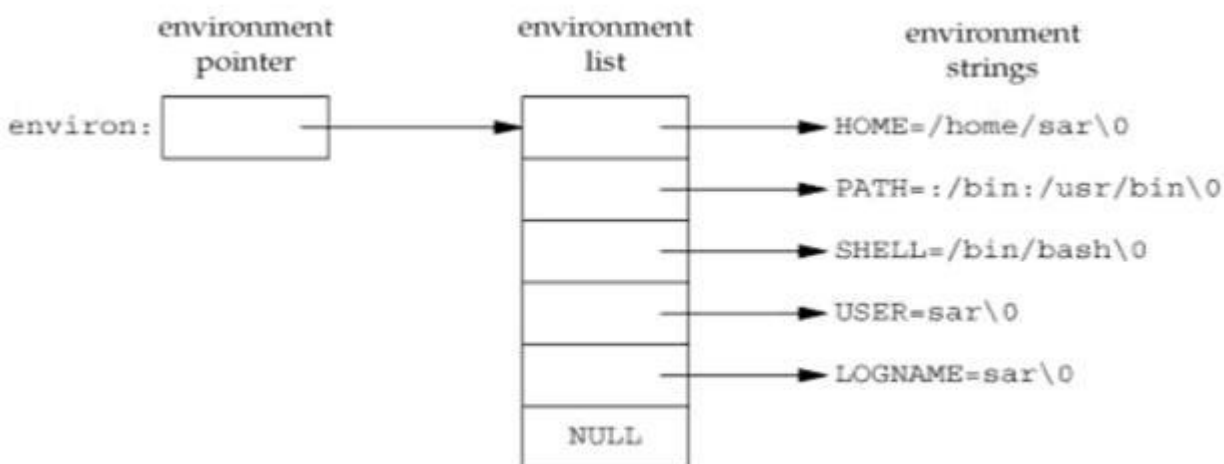 environment
pointer
environment
list
environment
strings
environ:
HOME=/home/sar\0
PATH=:/bin:/usr/bin\0
SHELL=/bin/bash\0
USER=sar\0
LOGNAME=sar\0
NULL